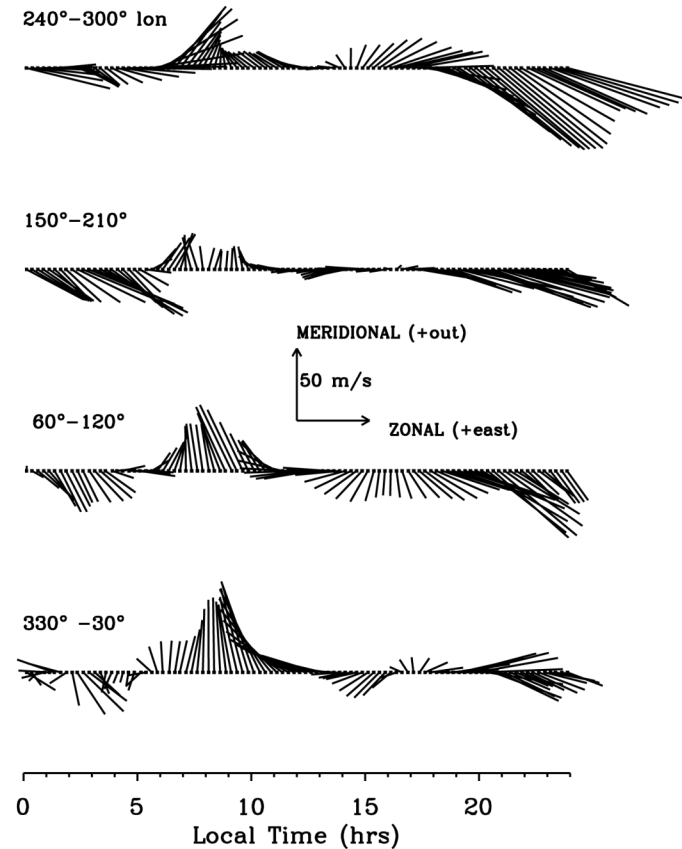 240°−300° lon
150°−210°
MERIDIONAL (+out)
50 m/s
60°−120°
ZONAL (+east)
330° −30°
0 5 10 15 20
Local Time (hrs)